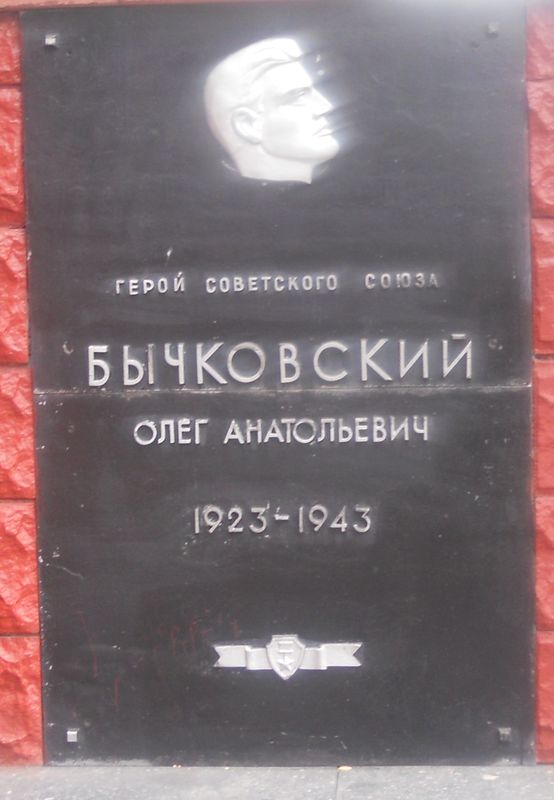 ГЕРОЙ СОВЕТСКОГО СОЮЗА
БЫЧКОВСКИЙ
ОЛЕГ АНАТОЛЬЕВИЧ
1923-1943